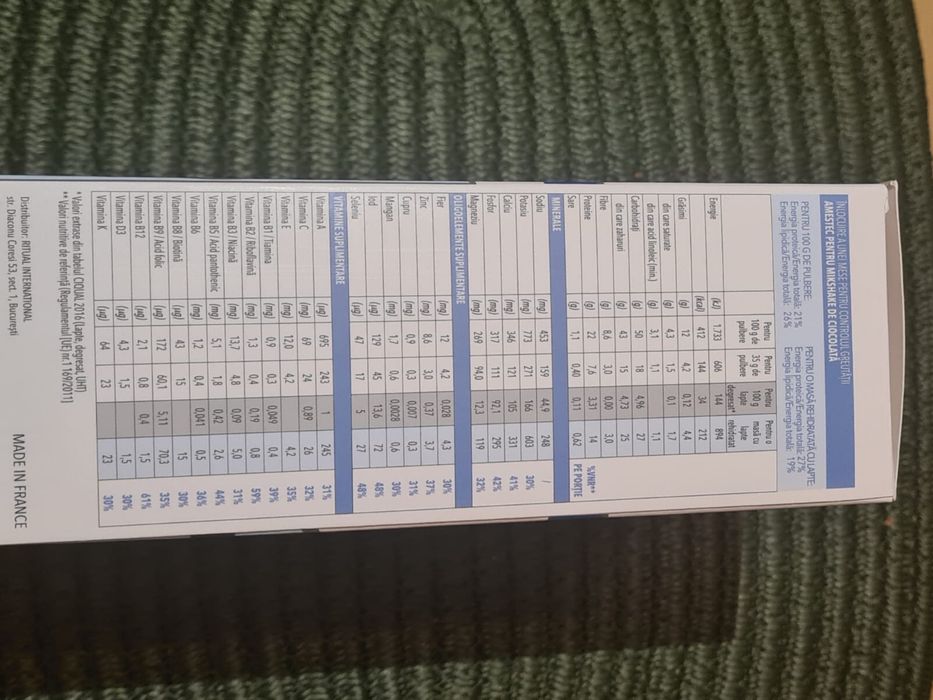 ÎNLOCUIREA UNEI MESE PENTRU CONTROLUL GREUTĂȚII
AMESTEC PENTRU MIKSHAKE DE CIOCOLATĂ
PENTRU 100 G DE PULBERE:
Energia proteică/Energia totală: 21%
Energia lipidică/Energia totală: 26 %
PENTRU O MASĂ REHIDRATATĂ CU LAPTE:
Energia proteică/Energia totală: 27%
Energia lipidică/Energia totală: 19%
Pentru 100 g de pulbere Pentru 35 g de pulbere Pentru 100 g lapte degresat* Pentru o masă cu lapte rehidratat
Energie (kJ) 1.733 606 144 894
(kcal) 412 144 34 212
Grăsimi (g) 12 4,2 0,12 4,4
din care saturate (g) 4,3 1,5 0,1 1,7
din care acid linoleic (min.) (g) 3,1 1,1 1,1
Carbohidrați (g) 50 18 4,96 27
din care zaharuri (g) 43 15 4,73 25
Fibre (g) 8,6 3,0 0,00 3,0
Proteine (g) 22 7,6 3,31 14 %VNR**
Sare (g) 1,1 0,40 0,11 0,62 PE PORȚIE
MINERALE
Sodiu (mg) 453 159 44,9 248 /
Potasiu (mg) 773 271 166 603 30%
Calciu (mg) 346 121 105 331 41%
Fosfor (mg) 317 111 92,1 295 42%
Magneziu (mg) 269 94,0 12,3 119 32%
OLIGOELEMENTE SUPLIMENTARE
Fier (mg) 12 4,2 0,028 4,3 30%
Zinc (mg) 8,6 3,0 0,37 3,7 37%
Cupru (mg) 0,9 0,3 0,007 0,3 31%
Mangan (mg) 1,7 0,6 0,0028 0,6 30%
Iod (µg) 129 45 13,6 72 48%
Seleniu (µg) 47 17 5 27 48%
VITAMINE SUPLIMENTARE
Vitamina A (µg) 695 243 1 245 31%
Vitamina C (mg) 69 24 0,89 26 32%
Vitamina E (mg) 12,0 4,2 4,2 35%
Vitamina B1 / Tiamina (mg) 0,9 0,3 0,049 0,4 39%
Vitamina B2 / Riboflavină (mg) 1,3 0,4 0,19 0,8 59%
Vitamina B3 / Niacină (mg) 13,7 4,8 0,09 5,0 31%
Vitamina B5 / Acid pantothenic (mg) 5,1 1,8 0,42 2,6 44%
Vitamina B6 (mg) 1,2 0,4 0,041 0,5 36%
Vitamina B8 / Biotină (µg) 43 15 15 30%
Vitamina B9 / Acid folic (µg) 172 60,1 5,11 70,3 35%
Vitamina B12 (µg) 2,1 0,8 0,4 1,5 61%
Vitamina D3 (µg) 4,3 1,5 1,5 30%
Vitamina K (µg) 64 23 23 30%
* Valori extrase din tabelul CIQUAL 2016 (Lapte, degresat, UHT)
** Valori nutritive de referință (Regulamentul [UE] nr. 1169/2011)
Distribuitor: RITUAL INTERNATIONAL
str. Diaconu Coresi 53, sect. 1, București
MADE IN FRANCE